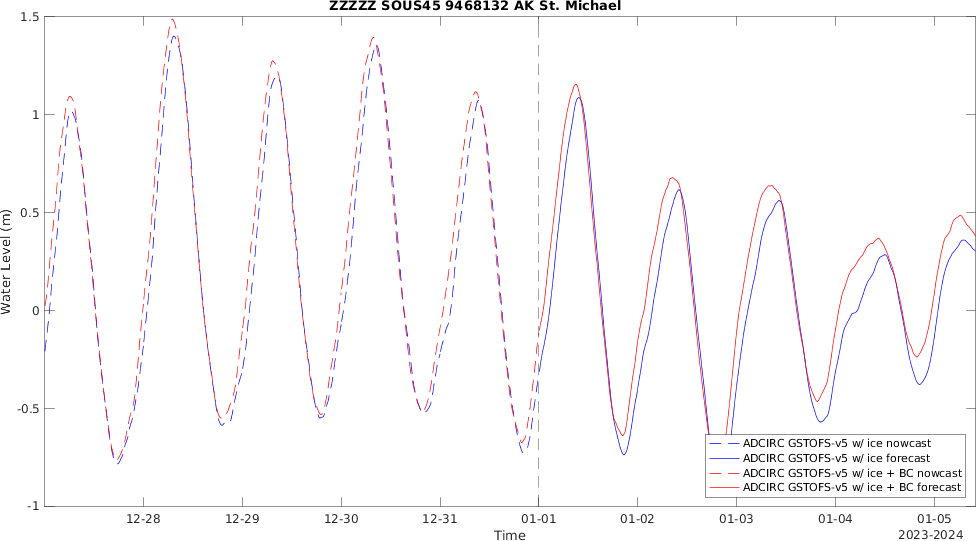 ZZZZZ SOUS45 9468132 AK St. Michael
Water Level (m)
1.5
1
0.5
0
-0.5
-1
12-28
12-29
12-30
12-31
01-01
01-02
01-03
01-04
01-05
Time
2023-2024
ADCIRC GSTOFS-v5 w/ ice nowcast
ADCIRC GSTOFS-v5 w/ ice forecast
ADCIRC GSTOFS-v5 w/ ice + BC nowcast
ADCIRC GSTOFS-v5 w/ ice + BC forecast